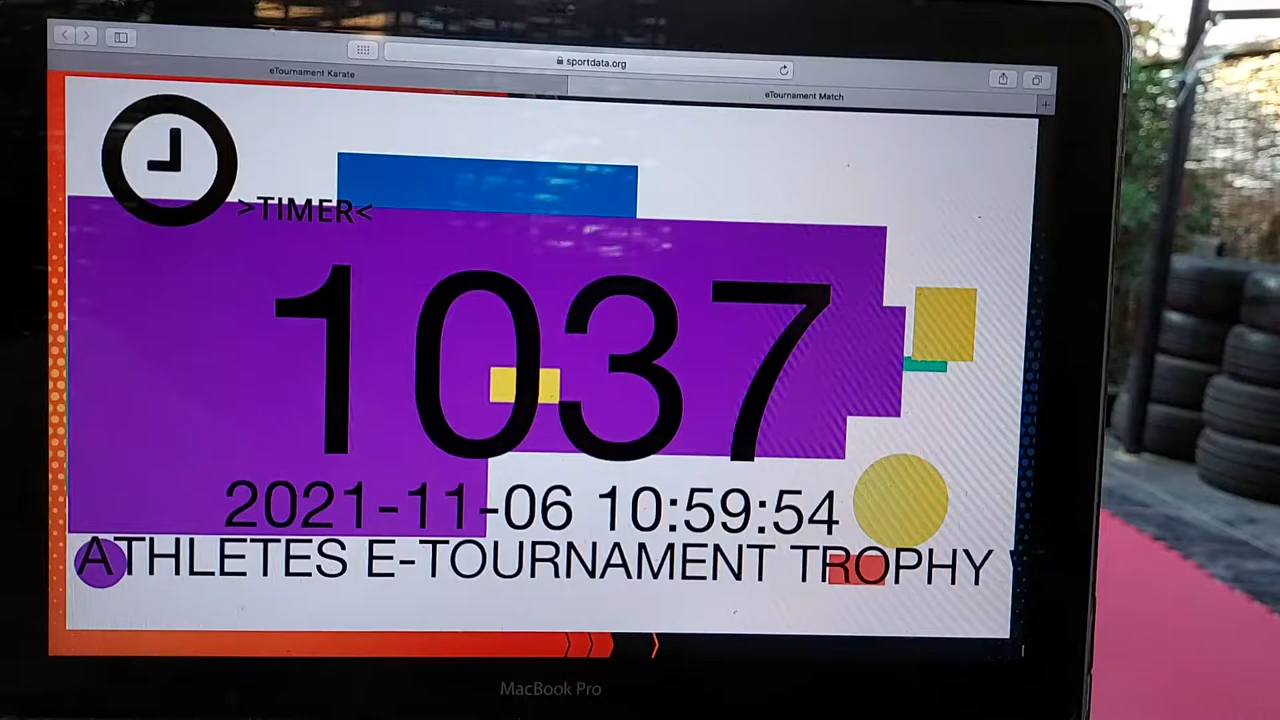 sportdata.org
eTournament Karate
eTournament Match
>TIMER<
1037
2021-11-06 10:59:54
ATHLETES E-TOURNAMENT TROPHY
MacBook Pro